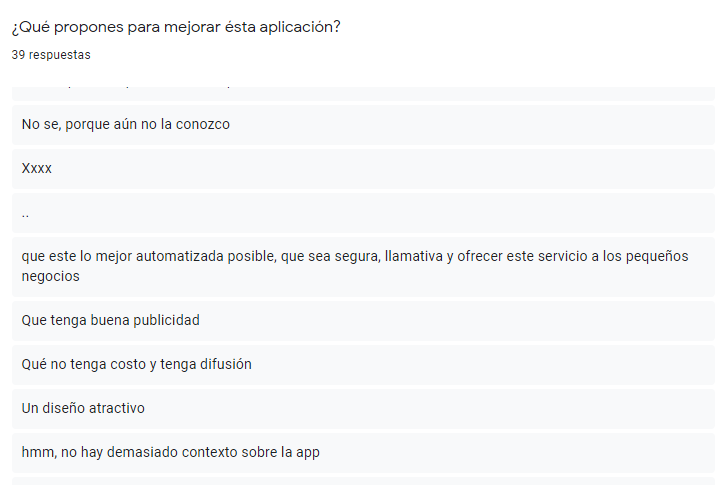 ¿Qué propones para mejorar ésta aplicación?
39 respuestas
No se, porque aún no la conozco
Xxxx
..
que este lo mejor automatizada posible, que sea segura, llamativa y ofrecer este servicio a los pequeños
negocios
Que tenga buena publicidad
Qué no tenga costo y tenga difusión
Un diseño atractivo
hmm, no hay demasiado contexto sobre la app